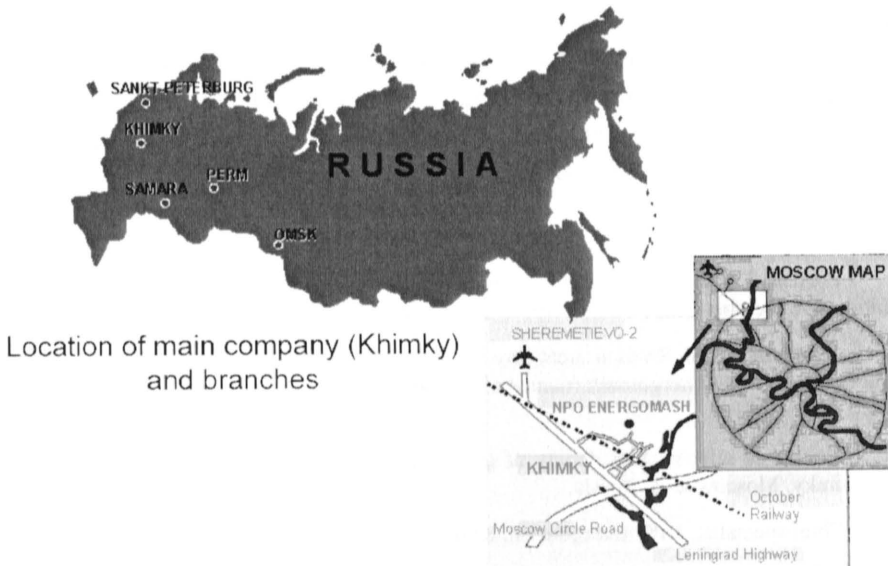 SANKT-PETERBURG
KHIMKY
SAMARA
PERM
OMSK
RUSSIA
Location of main company (Khimky)
and branches
MOSCOW MAP
SHEREMETIEVO-2
NPO ENERGOMASH
KHIMKY
October
Railway
Moscow Circle Road
Leningrad Highway